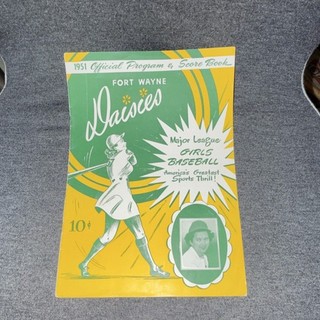 1951 Official Program & Score Book
FORT WAYNE
Daisies
Major League
GIRLS
BASEBALL
America's Greatest
Sports Thrill!
10¢